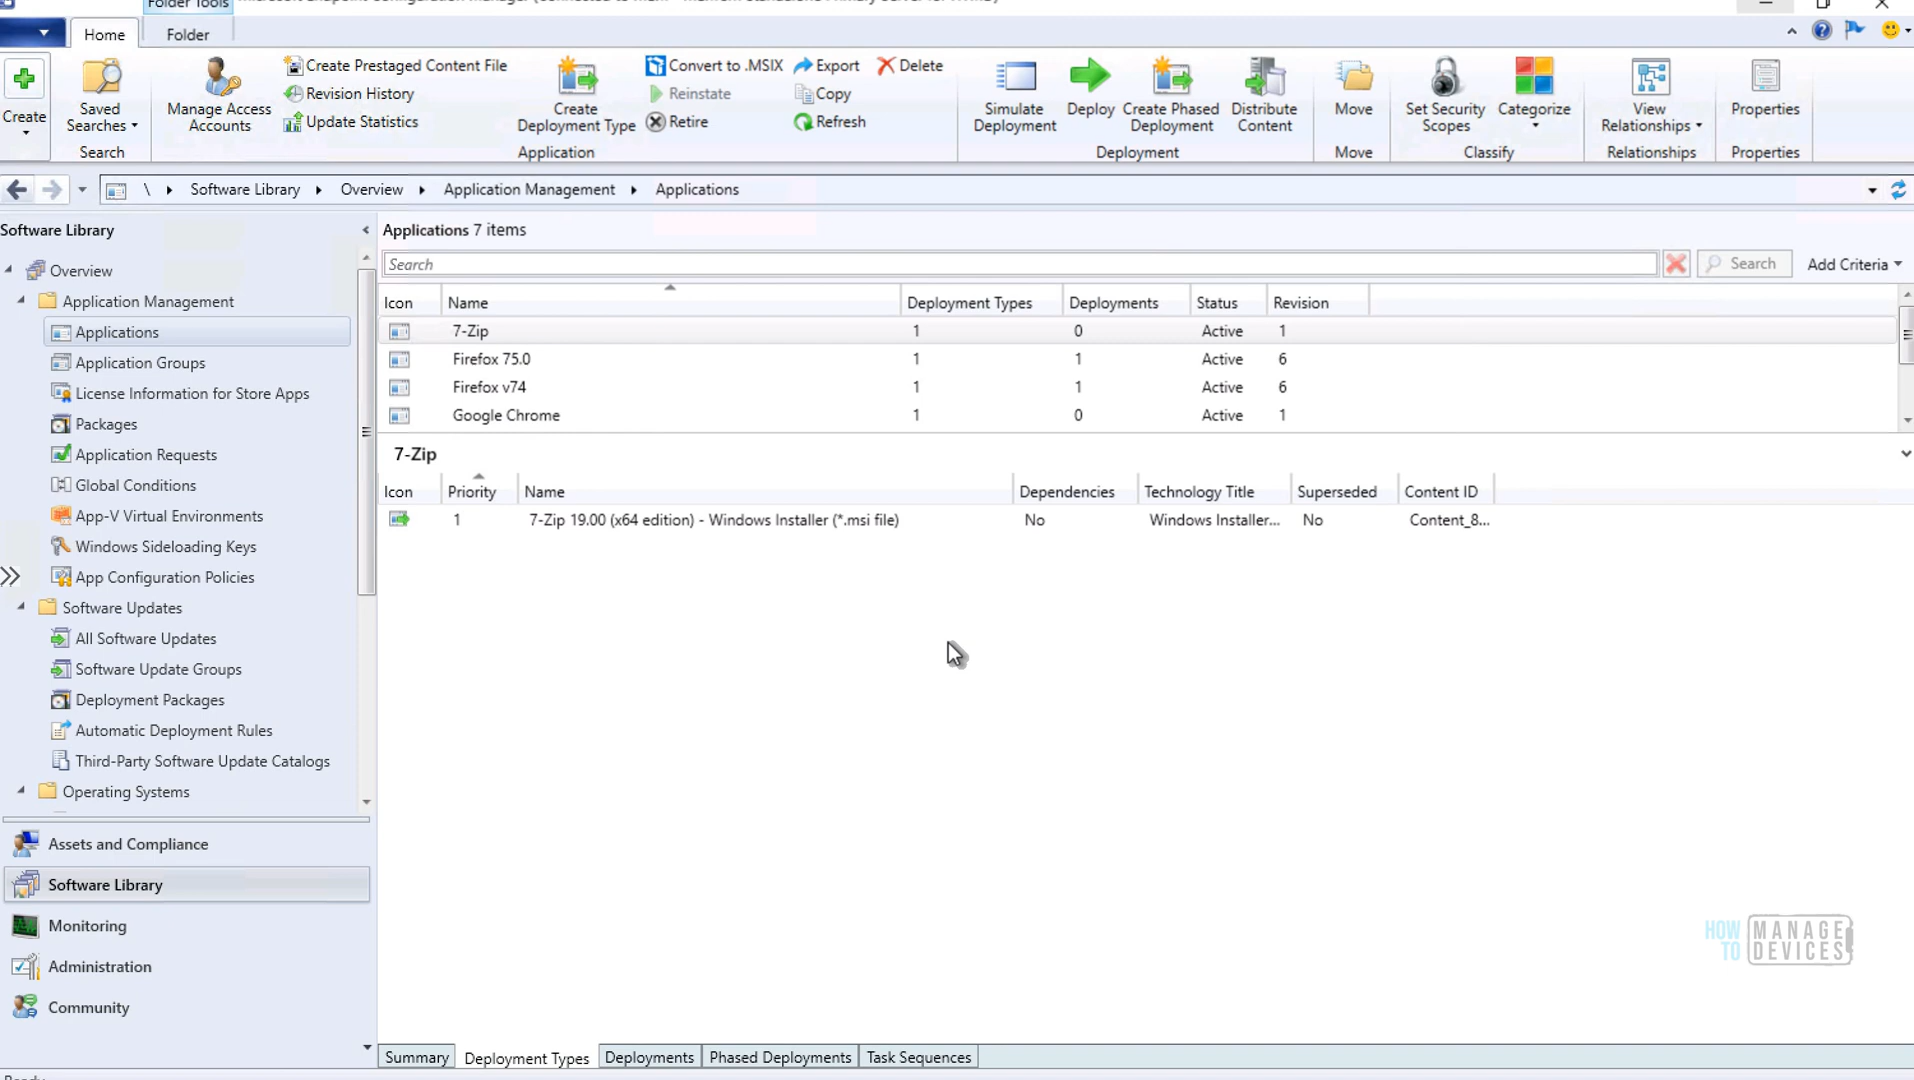 Folder Tools
Home
Folder
Create
Saved Searches
Search
Manage Access Accounts
Create Prestaged Content File
Revision History
Update Statistics
Create Deployment Type
Convert to .MSIX
Reinstate
Retire
Export
Copy
Refresh
Delete
Application
Simulate Deployment
Deploy
Create Phased Deployment
Distribute Content
Deployment
Move
Move
Set Security Scopes
Categorize
Classify
View Relationships
Relationships
Properties
Properties
\ Software Library Overview Application Management Applications
Software Library
Overview
Application Management
Applications
Application Groups
License Information for Store Apps
Packages
Application Requests
Global Conditions
App-V Virtual Environments
Windows Sideloading Keys
App Configuration Policies
Software Updates
All Software Updates
Software Update Groups
Deployment Packages
Automatic Deployment Rules
Third-Party Software Update Catalogs
Operating Systems
Assets and Compliance
Software Library
Monitoring
Administration
Community
Applications 7 items
Search
Search
Add Criteria
Icon Name Deployment Types Deployments Status Revision
7-Zip 1 0 Active 1
Firefox 75.0 1 1 Active 6
Firefox v74 1 1 Active 6
Google Chrome 1 0 Active 1
7-Zip
Icon Priority Name Dependencies Technology Title Superseded Content ID
1 7-Zip 19.00 (x64 edition) - Windows Installer (*.msi file) No Windows Installer... No Content_8...
HOW TO MANAGE DEVICES
Summary Deployment Types Deployments Phased Deployments Task Sequences